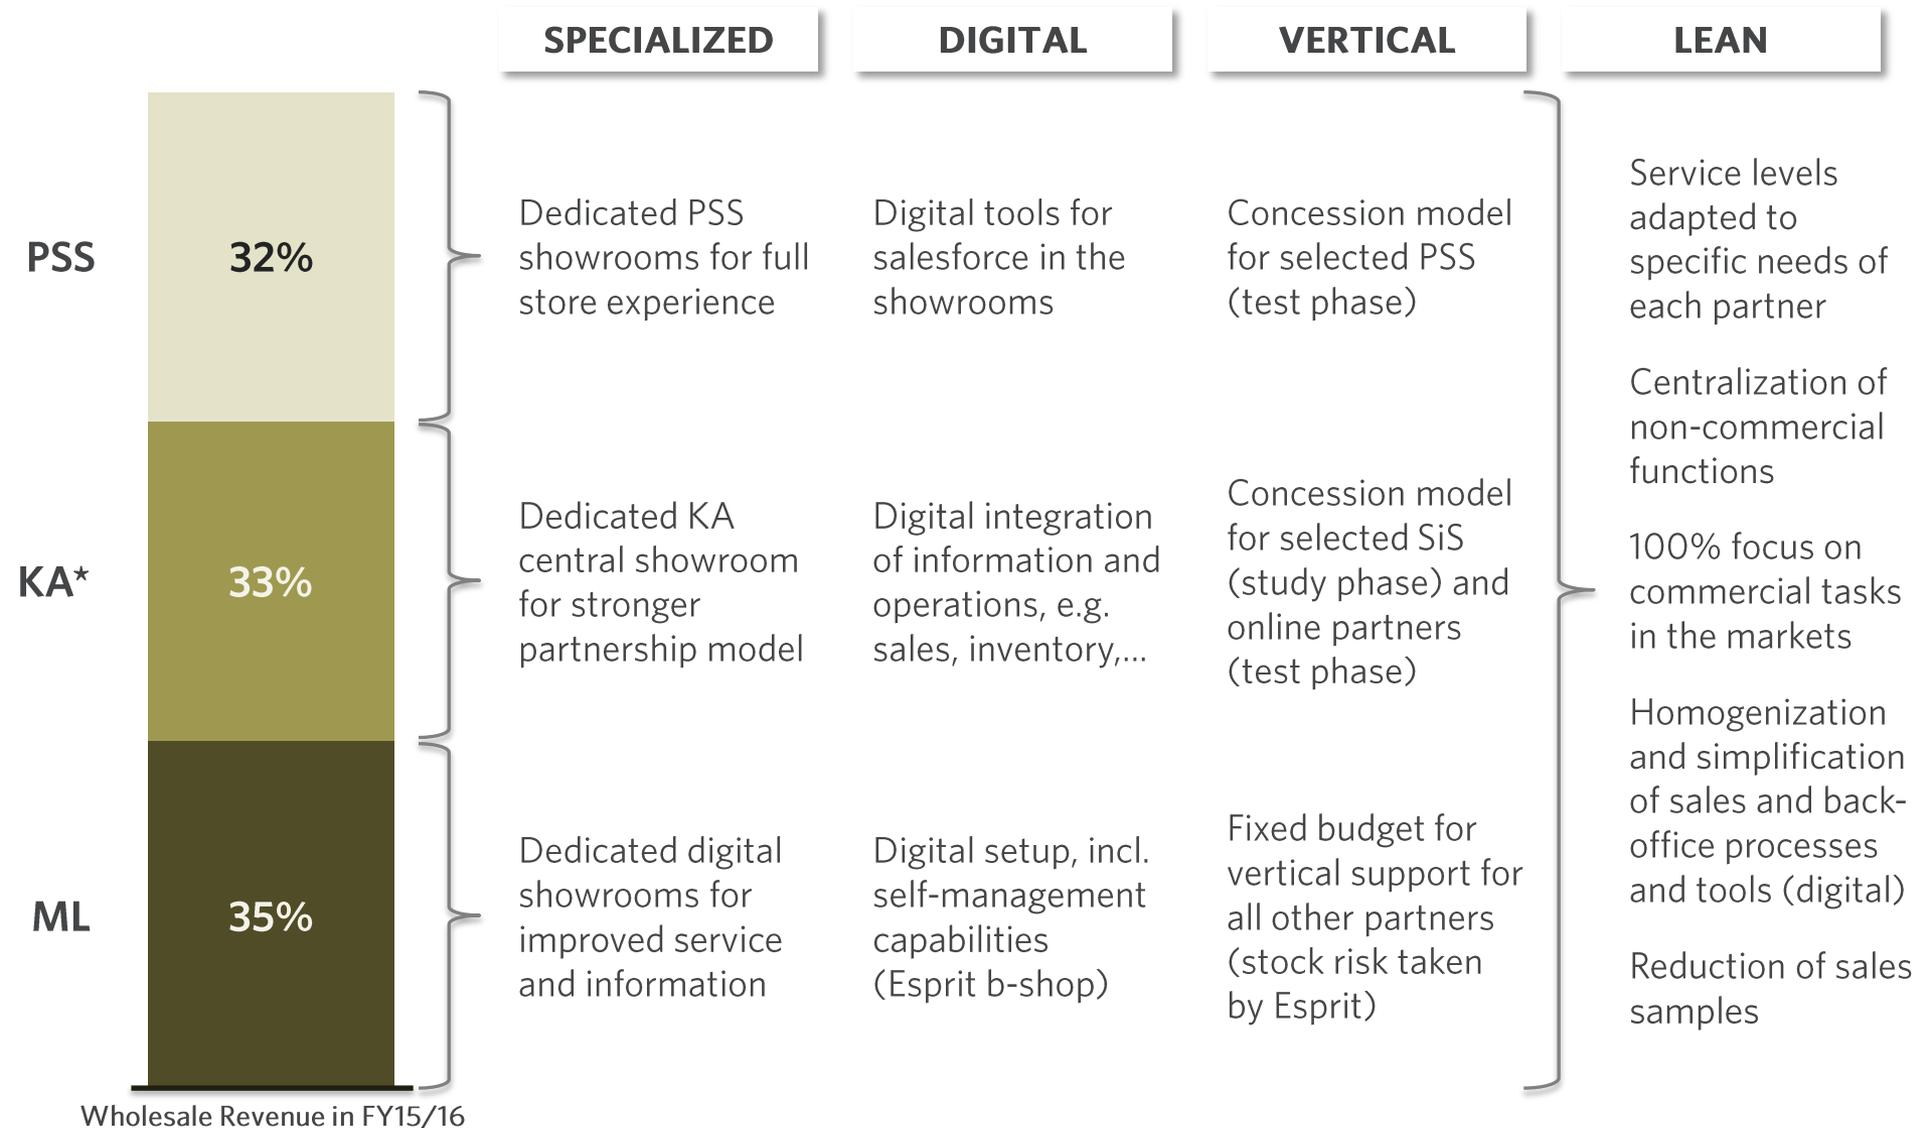 SPECIALIZED
DIGITAL
VERTICAL
LEAN
PSS
32%
Dedicated PSS
showrooms for full
store experience
Digital tools for
salesforce in the
showrooms
Concession model
for selected PSS
(test phase)
KA*
33%
Dedicated KA
central showroom
for stronger
partnership model
Digital integration
of information and
operations, e.g.
sales, inventory,...
Concession model
for selected SiS
(study phase) and
online partners
(test phase)
ML
35%
Dedicated digital
showrooms for
improved service
and information
Digital setup, incl.
self-management
capabilities
(Esprit b-shop)
Fixed budget for
vertical support for
all other partners
(stock risk taken
by Esprit)
Service levels
adapted to
specific needs of
each partner
Centralization of
non-commercial
functions
100% focus on
commercial tasks
in the markets
Homogenization
and simplification
of sales and back-
office processes
and tools (digital)
Reduction of sales
samples
Wholesale Revenue in FY15/16